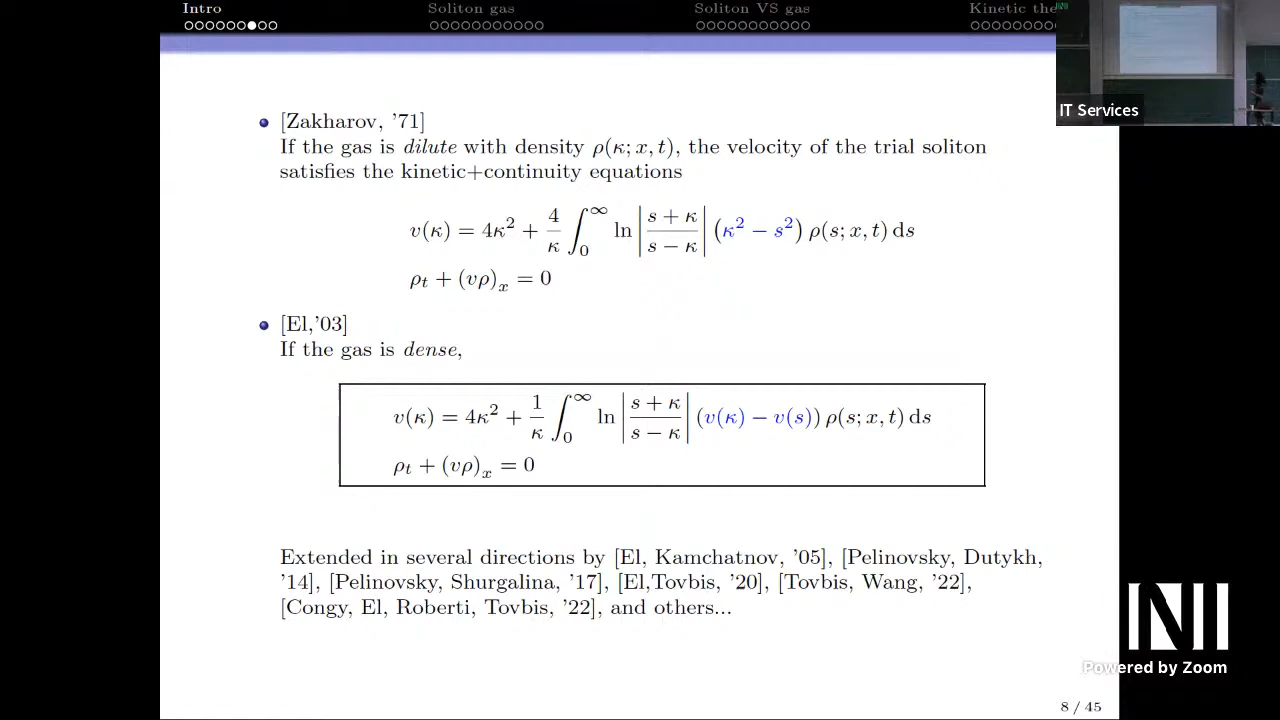 Intro Soliton gas Soliton VS gas Kinetic the
IT Services
[Zakharov, ’71]
If the gas is dilute with density ρ(κ; x, t), the velocity of the trial soliton
satisfies the kinetic+continuity equations
v(κ) = 4κ² + 4/κ ∫₀^∞ ln |(s + κ)/(s − κ)| (κ² − s²) ρ(s; x, t) ds
ρₜ + (vρ)ₓ = 0
[El,’03]
If the gas is dense,
v(κ) = 4κ² + 1/κ ∫₀^∞ ln |(s + κ)/(s − κ)| (v(κ) − v(s)) ρ(s; x, t) ds
ρₜ + (vρ)ₓ = 0
Extended in several directions by [El, Kamchatnov, ’05], [Pelinovsky, Dutykh,
’14], [Pelinovsky, Shurgalina, ’17], [El,Tovbis, ’20], [Tovbis, Wang, ’22],
[Congy, El, Roberti, Tovbis, ’22], and others...
Powered by Zoom
8 / 45